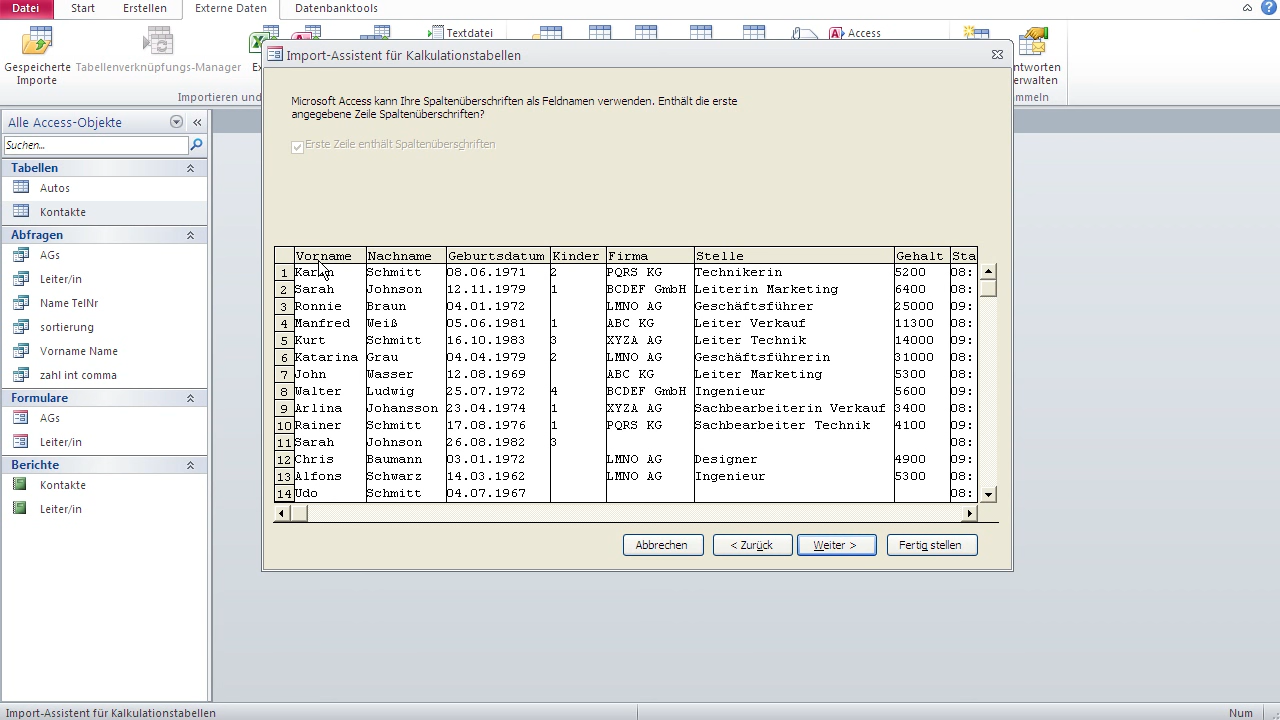 Datei Start Erstellen Externe Daten Datenbanktools
Gespeicherte Importe
Tabellenverknüpfungs-Manager
Textdatei
Access
Importieren und
Import-Assistent für Kalkulationstabellen
Microsoft Access kann Ihre Spaltenüberschriften als Feldnamen verwenden. Enthält die erste
angegebene Zeile Spaltenüberschriften?
Erste Zeile enthält Spaltenüberschriften
Alle Access-Objekte
Suchen...
Tabellen
Autos
Kontakte
Abfragen
AGs
Leiter/in
Name TelNr
sortierung
Vorname Name
zahl int comma
Formulare
AGs
Leiter/in
Berichte
Kontakte
Leiter/in
Vorname Nachname Geburtsdatum Kinder Firma Stelle Gehalt Sta
1 Karin Schmitt 08.06.1971 2 PQRS KG Technikerin 5200 08:
2 Sarah Johnson 12.11.1979 1 BCDEF GmbH Leiterin Marketing 6400 08:
3 Ronnie Braun 04.01.1972 LMNO AG Geschäftsführer 25000 08:
4 Manfred Weiß 05.06.1981 1 ABC KG Leiter Verkauf 11300 08:
5 Kurt Schmitt 16.10.1983 3 XYZA AG Leiter Technik 14000 09:
6 Katarina Grau 04.04.1979 2 LMNO AG Geschäftsführerin 31000 08:
7 John Wasser 12.08.1969 ABC KG Leiter Marketing 5300 08:
8 Walter Ludwig 25.07.1972 4 BCDEF GmbH Ingenieur 5600 09:
9 Arlina Johansson 23.04.1974 1 XYZA AG Sachbearbeiterin Verkauf 3400 08:
10 Rainer Schmitt 17.08.1976 1 PQRS KG Sachbearbeiter Technik 4100 09:
11 Sarah Johnson 26.08.1982 3 08:
12 Chris Baumann 03.01.1972 LMNO AG Designer 4900 09:
13 Alfons Schwarz 14.03.1962 LMNO AG Ingenieur 5300 08:
14 Udo Schmitt 04.07.1967 08:
Abbrechen < Zurück Weiter > Fertig stellen
Import-Assistent für Kalkulationstabellen Num